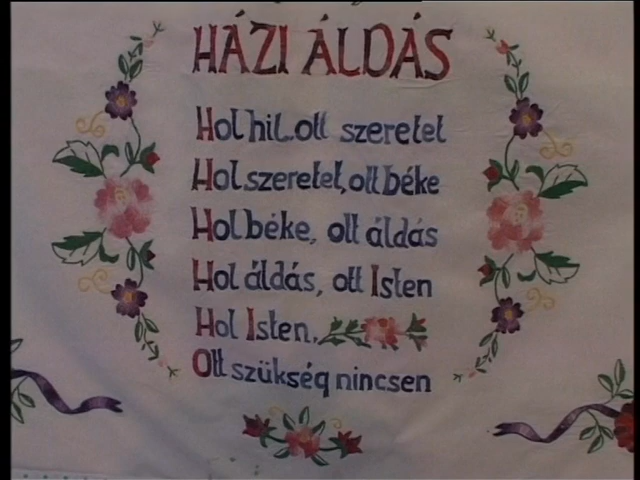 HÁZI ÁLDÁS
Hol hit.ott szeretet
Hol szeretet, ott béke
Hol béke, ott áldás
Hol áldás, ott Isten
Hol Isten,
Ott szükség nincsen